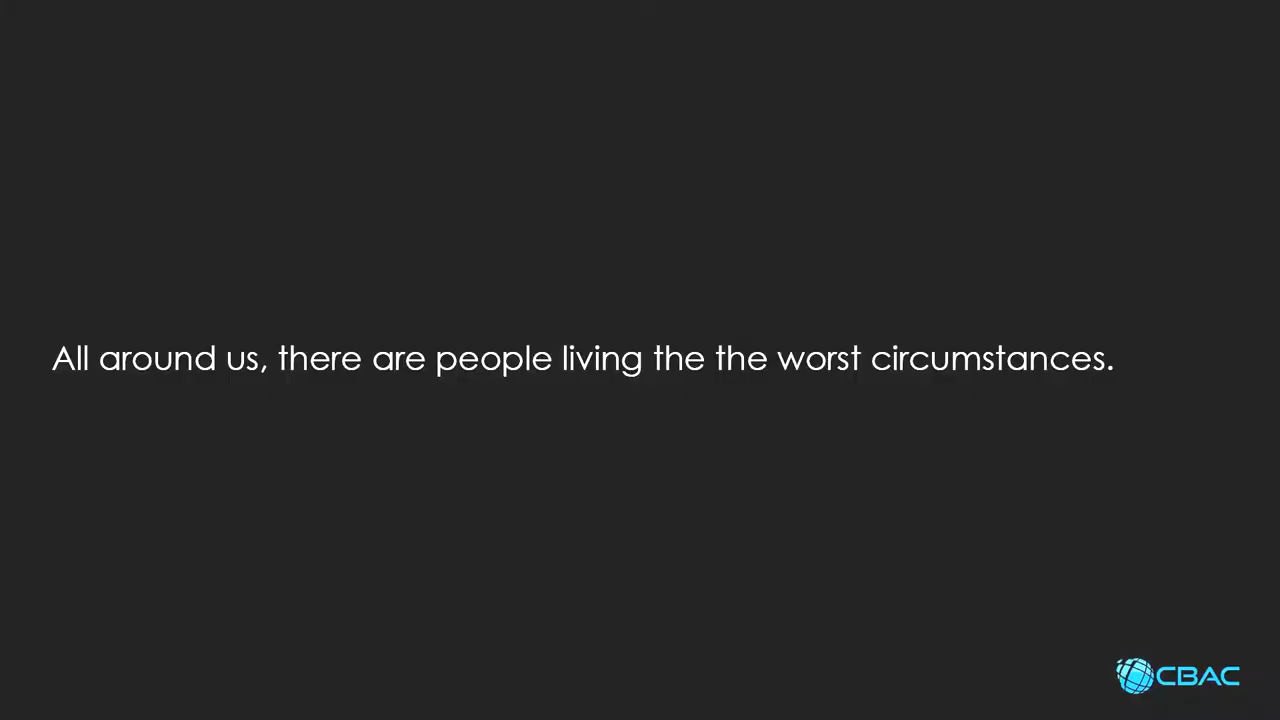 All around us, there are people living the the worst circumstances.
CBAC